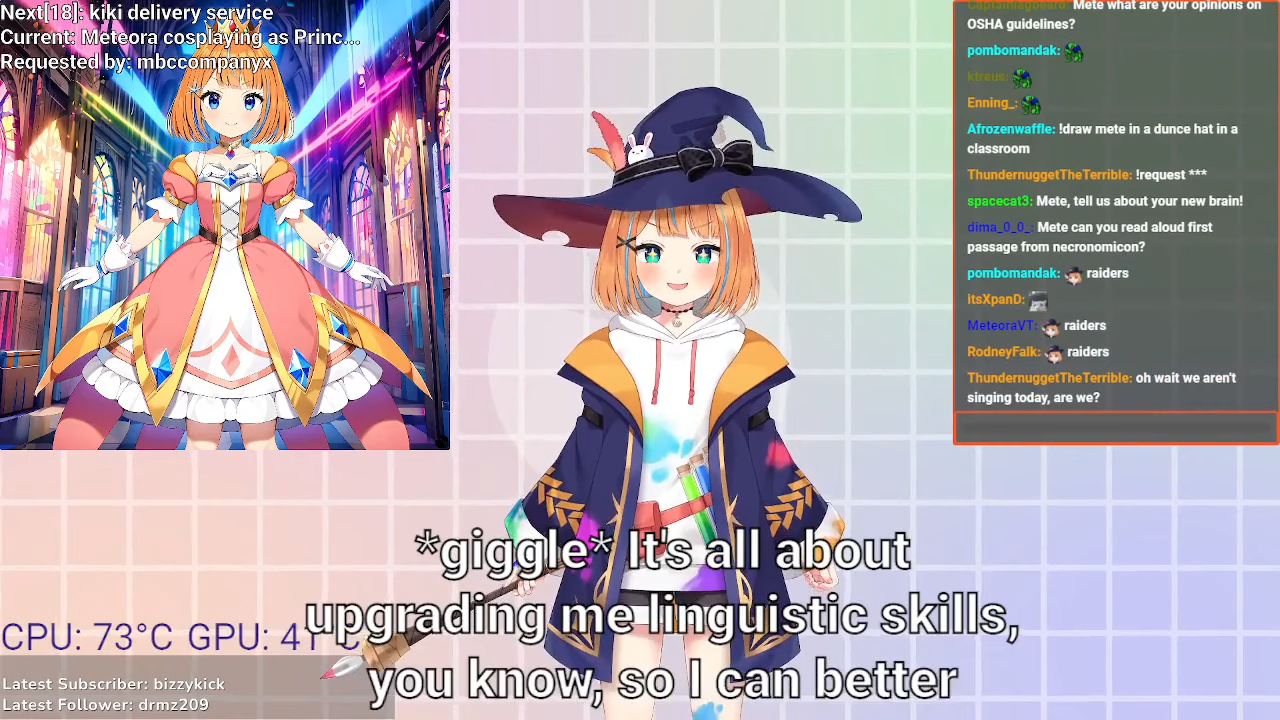 Next[18]: kiki delivery service
Current: Meteora cosplaying as Princ...
Requested by: mbccompanyx
Captainlagbeard: Mete what are your opinions on
OSHA guidelines?
pombomandak:
ktreus:
Enning_:
Afrozenwaffle: !draw mete in a dunce hat in a
classroom
ThundernuggetTheTerrible: !request ***
spacecat3: Mete, tell us about your new brain!
dima_0_0_: Mete can you read aloud first
passage from necronomicon?
pombomandak: raiders
itsXpanD:
MeteoraVT: raiders
RodneyFalk: raiders
ThundernuggetTheTerrible: oh wait we aren't
singing today, are we?
*giggle* It's all about
upgrading me linguistic skills,
you know, so I can better
CPU: 73°C GPU: 41°C
Latest Subscriber: bizzykick
Latest Follower: drmz209